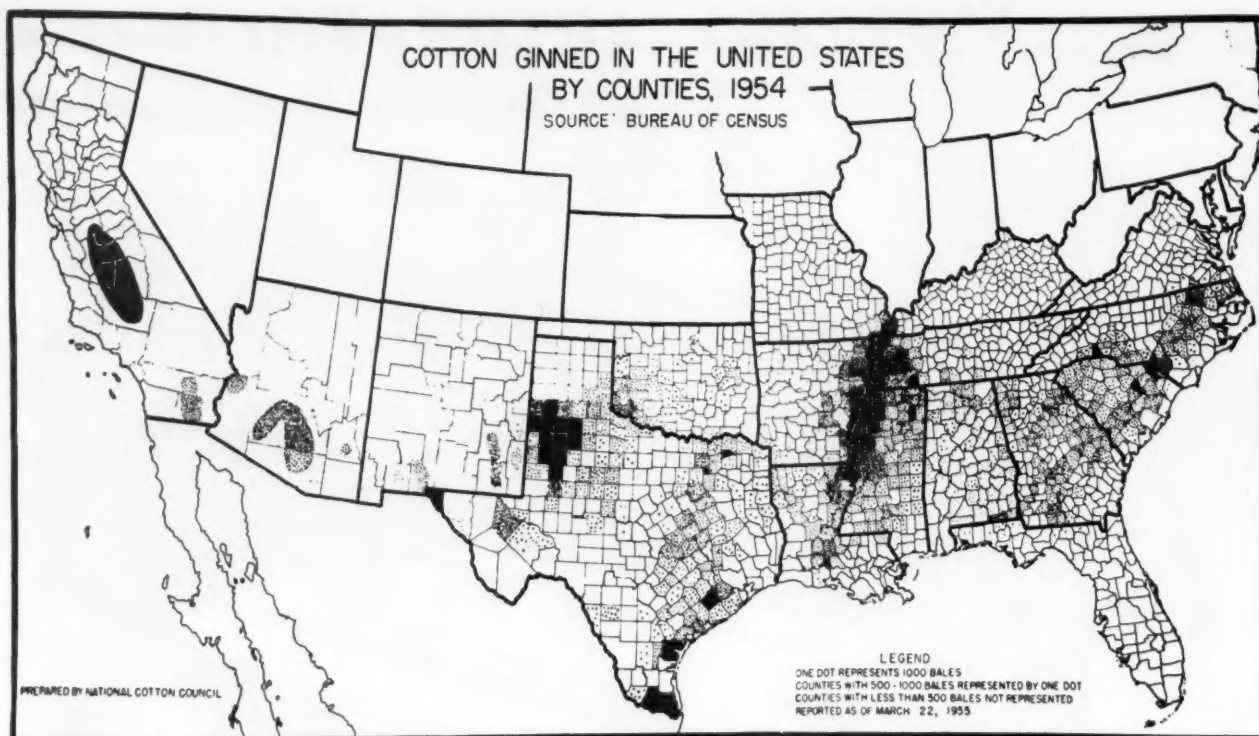 COTTON GINNED IN THE UNITED STATES
BY COUNTIES, 1954
SOURCE: BUREAU OF CENSUS
LEGEND
ONE DOT REPRESENTS 1000 BALES
COUNTIES WITH 500-1000 BALES REPRESENTED BY ONE DOT
COUNTIES WITH LESS THAN 500 BALES NOT REPRESENTED
REPORTED AS OF MARCH 22, 1955
PREPARED BY NATIONAL COTTON COUNCIL